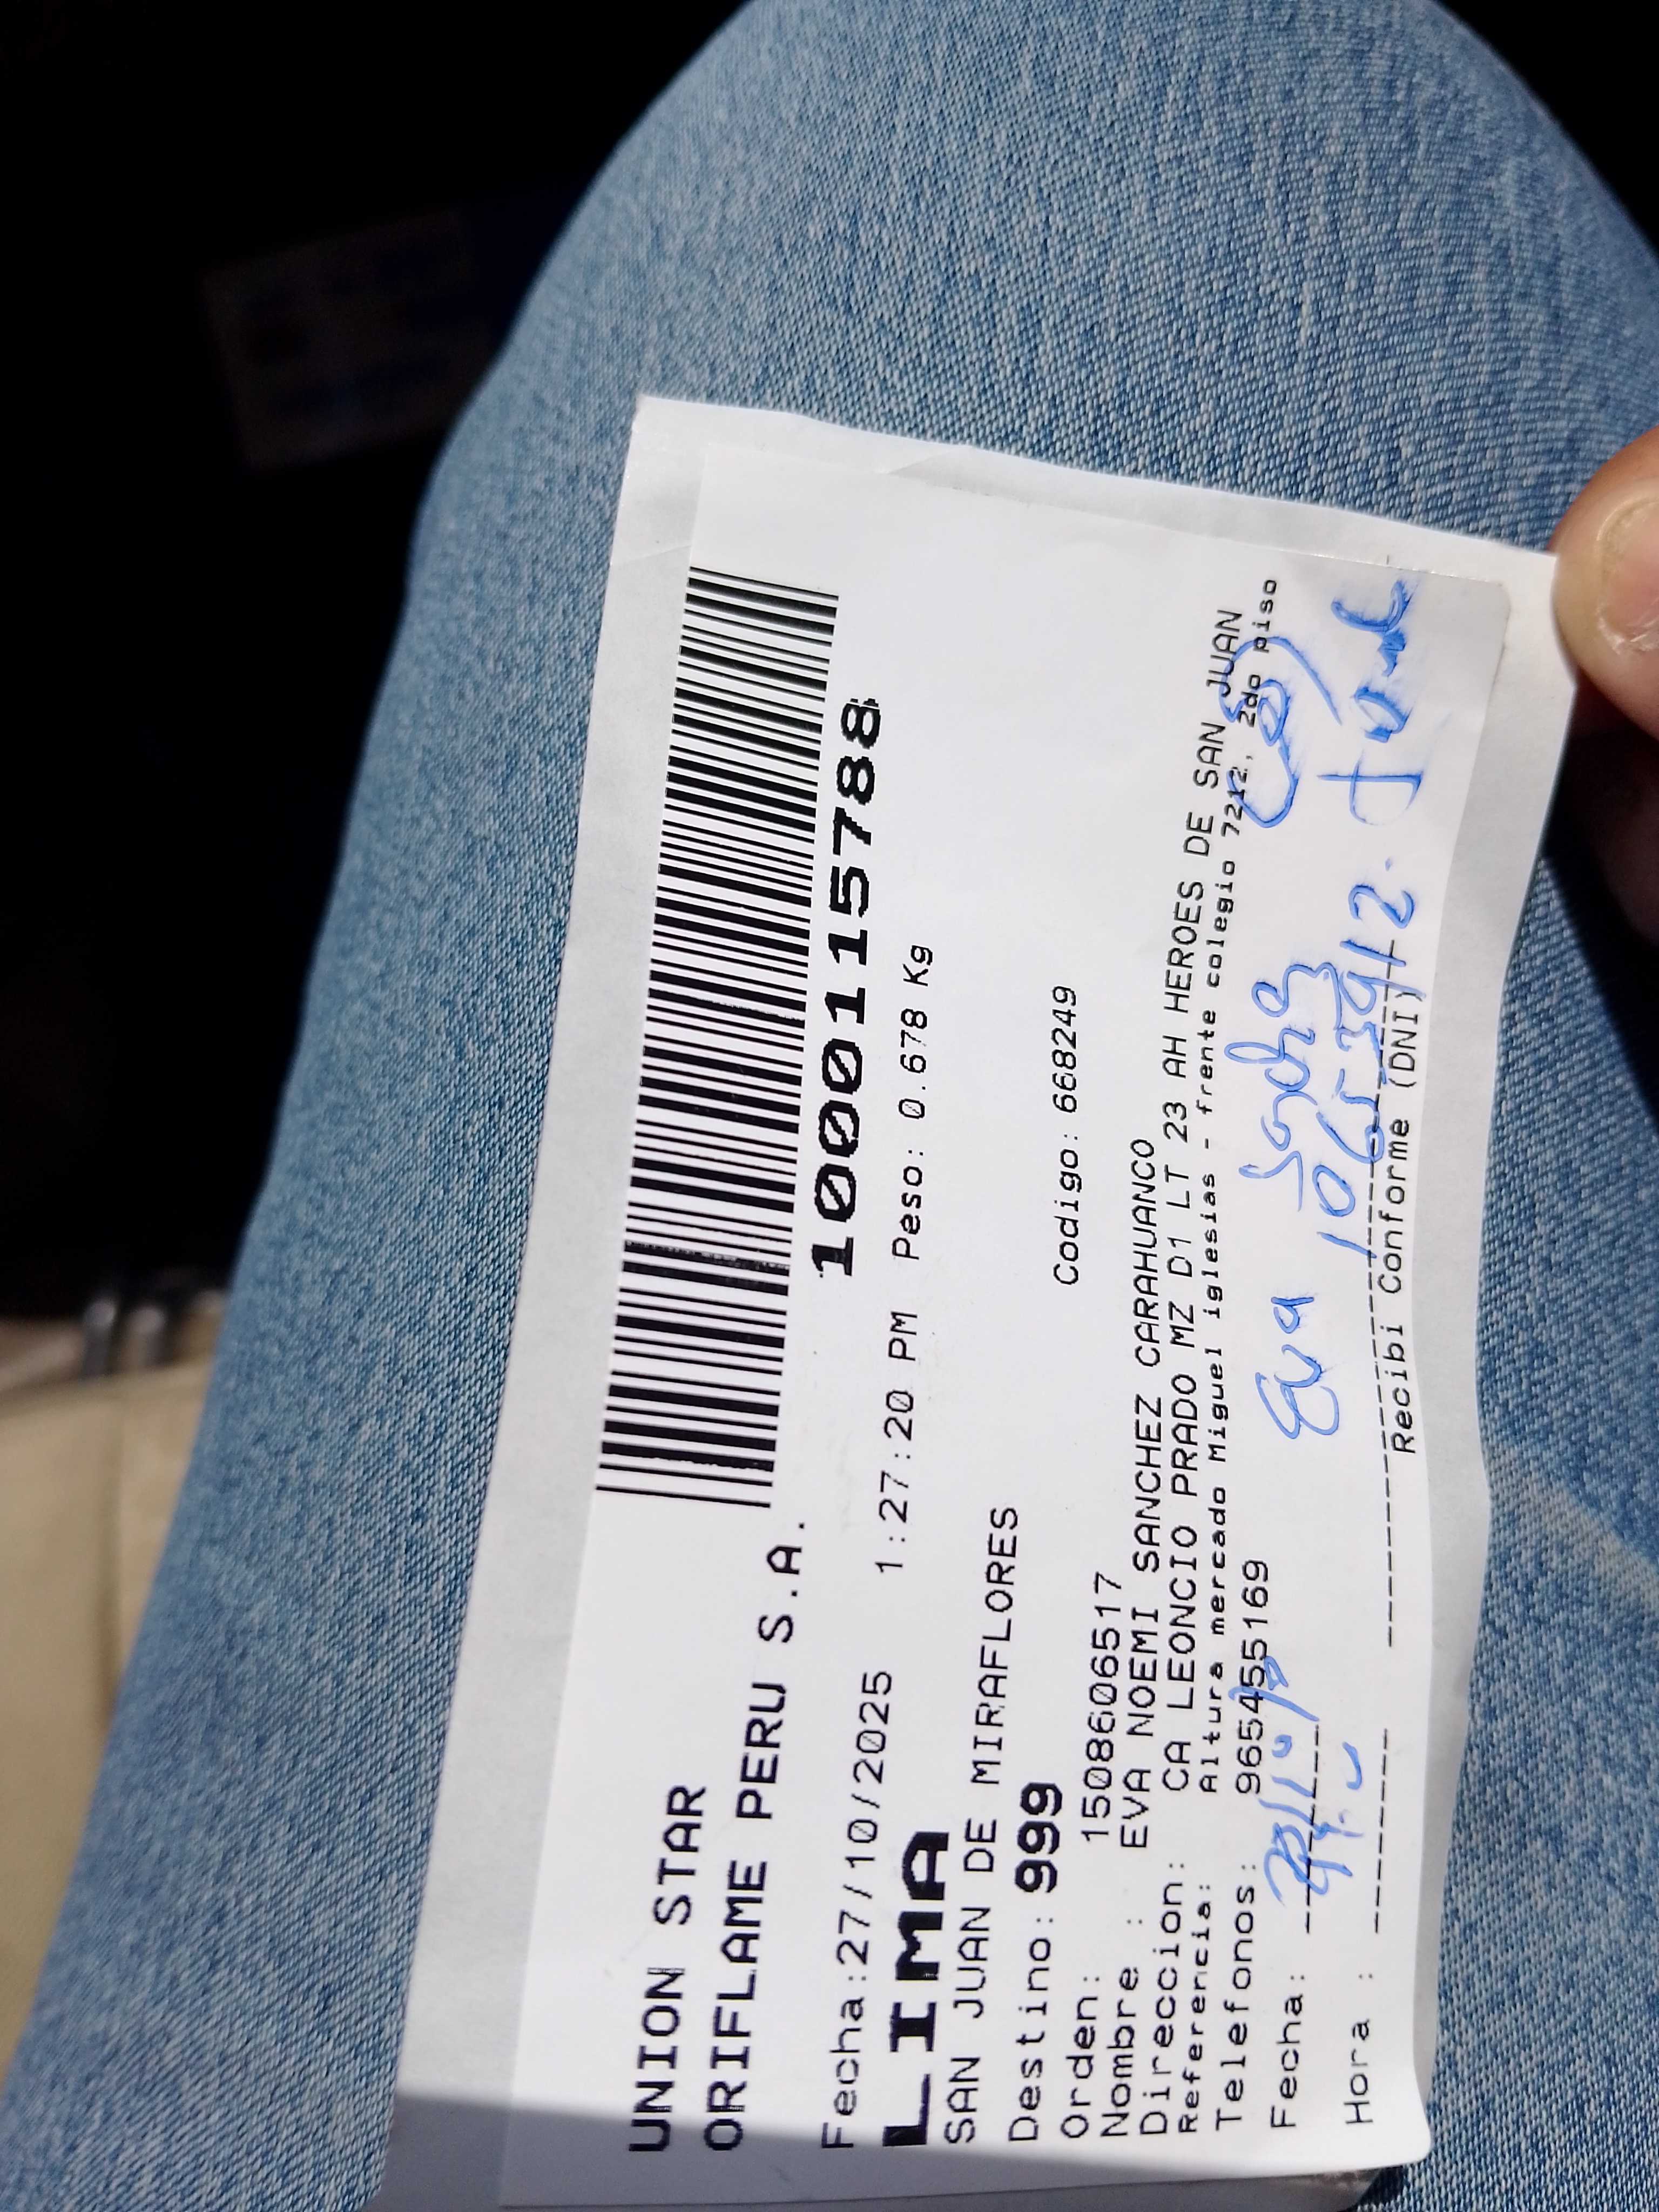 UNION STAR
ORIFLAME PERU S.A.
10011578
Fecha:27/10/2025 1:27:20 PM Peso: 0.678 Kg
LIMA
SAN JUAN DE MIRAFLORES
Destino: 999 Codigo: 668249
Orden: 1508606517
Nombre : EVA NOEMI SANCHEZ CARAHUANCO
Direccion: CA LEONCIO PRADO MZ D1 LT 23 AH HEROES DE SAN JUAN
Referencia: Altura mercado Miguel iglesias - frente colegio 7212, 2do piso
Telefonos: 965455169
Eva
Fecha:
Hora :
Recibi Conforme (DNI)